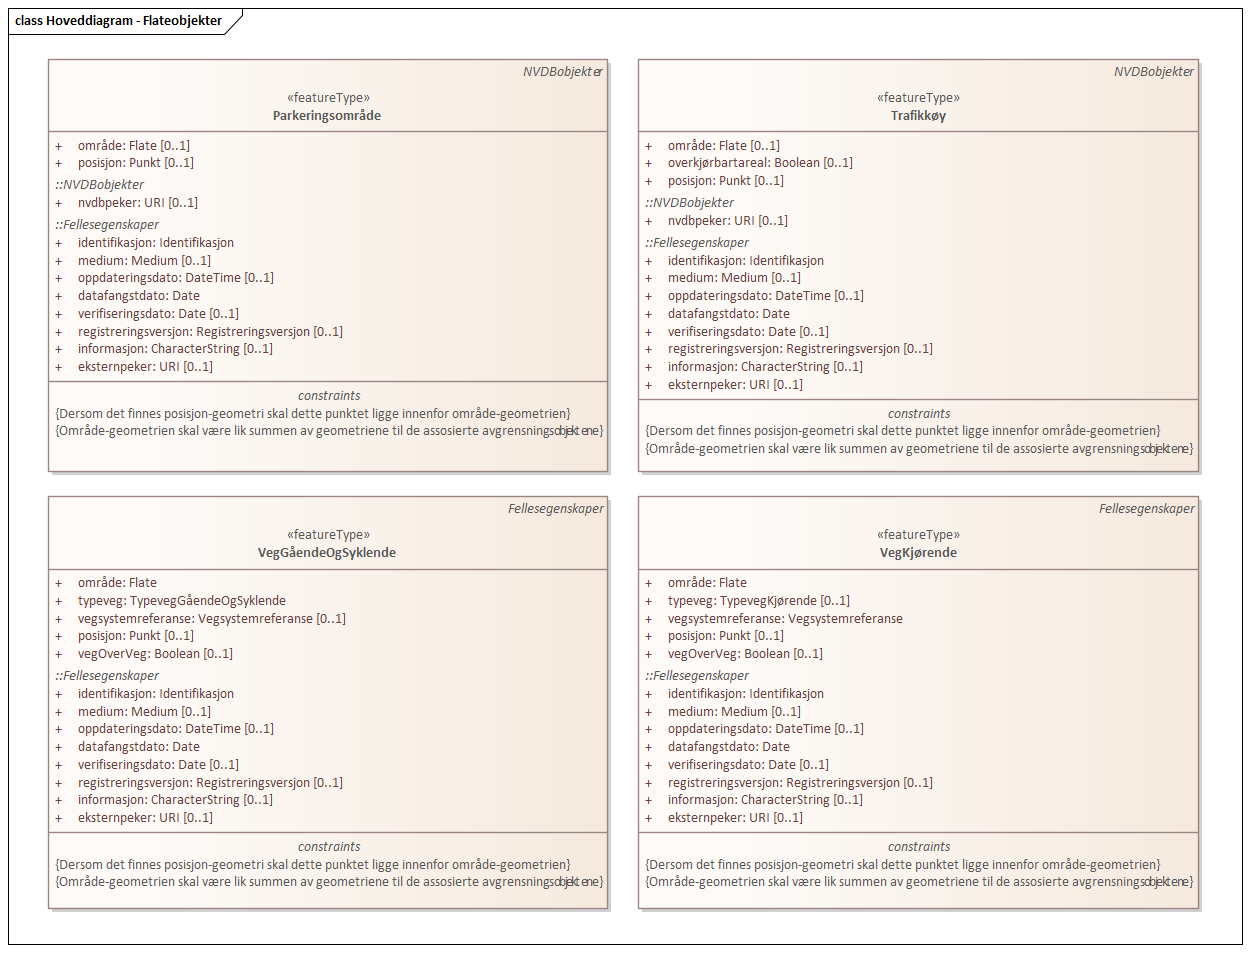 class Hoveddiagram - Flateobjekter
NVDBobjekter
«featureType»
Parkeringsområde
+ område: Flate [0..1]
+ posisjon: Punkt [0..1]
::NVDBobjekter
+ nvdbpeker: URI [0..1]
::Fellesegenskaper
+ identifikasjon: Identifikasjon
+ medium: Medium [0..1]
+ oppdateringsdato: DateTime [0..1]
+ datafangstdato: Date
+ verifiseringsdato: Date [0..1]
+ registreringsversjon: Registreringsversjon [0..1]
+ informasjon: CharacterString [0..1]
+ eksternpeker: URI [0..1]
constraints
{Dersom det finnes posisjon-geometri skal dette punktet ligge innenfor område-geometrien}
{Område-geometrien skal være lik summen av geometriene til de assosierte avgrensningsobjektene}
NVDBobjekter
«featureType»
Trafikkøy
+ område: Flate [0..1]
+ overkjørbartareal: Boolean [0..1]
+ posisjon: Punkt [0..1]
::NVDBobjekter
+ nvdbpeker: URI [0..1]
::Fellesegenskaper
+ identifikasjon: Identifikasjon
+ medium: Medium [0..1]
+ oppdateringsdato: DateTime [0..1]
+ datafangstdato: Date
+ verifiseringsdato: Date [0..1]
+ registreringsversjon: Registreringsversjon [0..1]
+ informasjon: CharacterString [0..1]
+ eksternpeker: URI [0..1]
constraints
{Dersom det finnes posisjon-geometri skal dette punktet ligge innenfor område-geometrien}
{Område-geometrien skal være lik summen av geometriene til de assosierte avgrensningsobjektene}
Fellesegenskaper
«featureType»
VegGåendeOgSyklende
+ område: Flate
+ typeveg: TypevegGåendeOgSyklende
+ vegsystemreferanse: Vegsystemreferanse [0..1]
+ posisjon: Punkt [0..1]
+ vegOverVeg: Boolean [0..1]
::Fellesegenskaper
+ identifikasjon: Identifikasjon
+ medium: Medium [0..1]
+ oppdateringsdato: DateTime [0..1]
+ datafangstdato: Date
+ verifiseringsdato: Date [0..1]
+ registreringsversjon: Registreringsversjon [0..1]
+ informasjon: CharacterString [0..1]
+ eksternpeker: URI [0..1]
constraints
{Dersom det finnes posisjon-geometri skal dette punktet ligge innenfor område-geometrien}
{Område-geometrien skal være lik summen av geometriene til de assosierte avgrensningsobjektene}
Fellesegenskaper
«featureType»
VegKjørende
+ område: Flate
+ typeveg: TypevegKjørende [0..1]
+ vegsystemreferanse: Vegsystemreferanse
+ posisjon: Punkt [0..1]
+ vegOverVeg: Boolean [0..1]
::Fellesegenskaper
+ identifikasjon: Identifikasjon
+ medium: Medium [0..1]
+ oppdateringsdato: DateTime [0..1]
+ datafangstdato: Date
+ verifiseringsdato: Date [0..1]
+ registreringsversjon: Registreringsversjon [0..1]
+ informasjon: CharacterString [0..1]
+ eksternpeker: URI [0..1]
constraints
{Dersom det finnes posisjon-geometri skal dette punktet ligge innenfor område-geometrien}
{Område-geometrien skal være lik summen av geometriene til de assosierte avgrensningsobjektene}